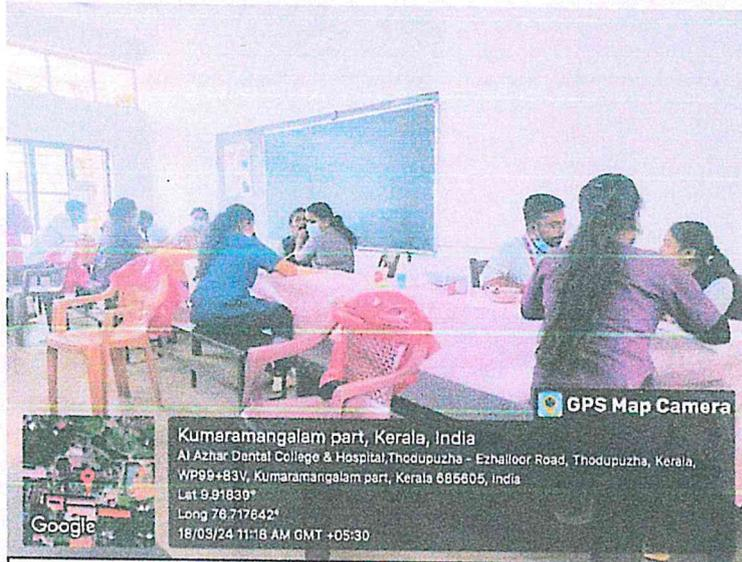 GPS Map Camera
Kumaramangalam part, Kerala, India
Al Azhar Dental College & Hospital,Thodupuzha - Ezhalloor Road, Thodupuzha, Kerala,
WP99+83V, Kumaramangalam part, Kerala 685605, India
Lat 9.91839°
Long 76.717642°
18/03/24 11:18 AM GMT +05:30
Google